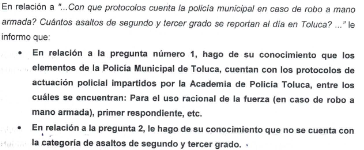 En relación a "...Con que protocolos cuenta la policía municipal en caso de robo a mano
armada? Cuántos asaltos de segundo y tercer grado se reportan al día en Toluca? ..." le
informo que:
• En relación a la pregunta número 1, hago de su conocimiento que los
elementos de la Policía Municipal de Toluca, cuentan con los protocolos de
actuación policial impartidos por la Academia de Policía Toluca, entre los
cuáles se encuentran: Para el uso racional de la fuerza (en caso de robo a
mano armada), primer respondiente, etc.
• En relación a la pregunta 2, le hago de su conocimiento que no se cuenta con
la categoría de asaltos de segundo y tercer grado.